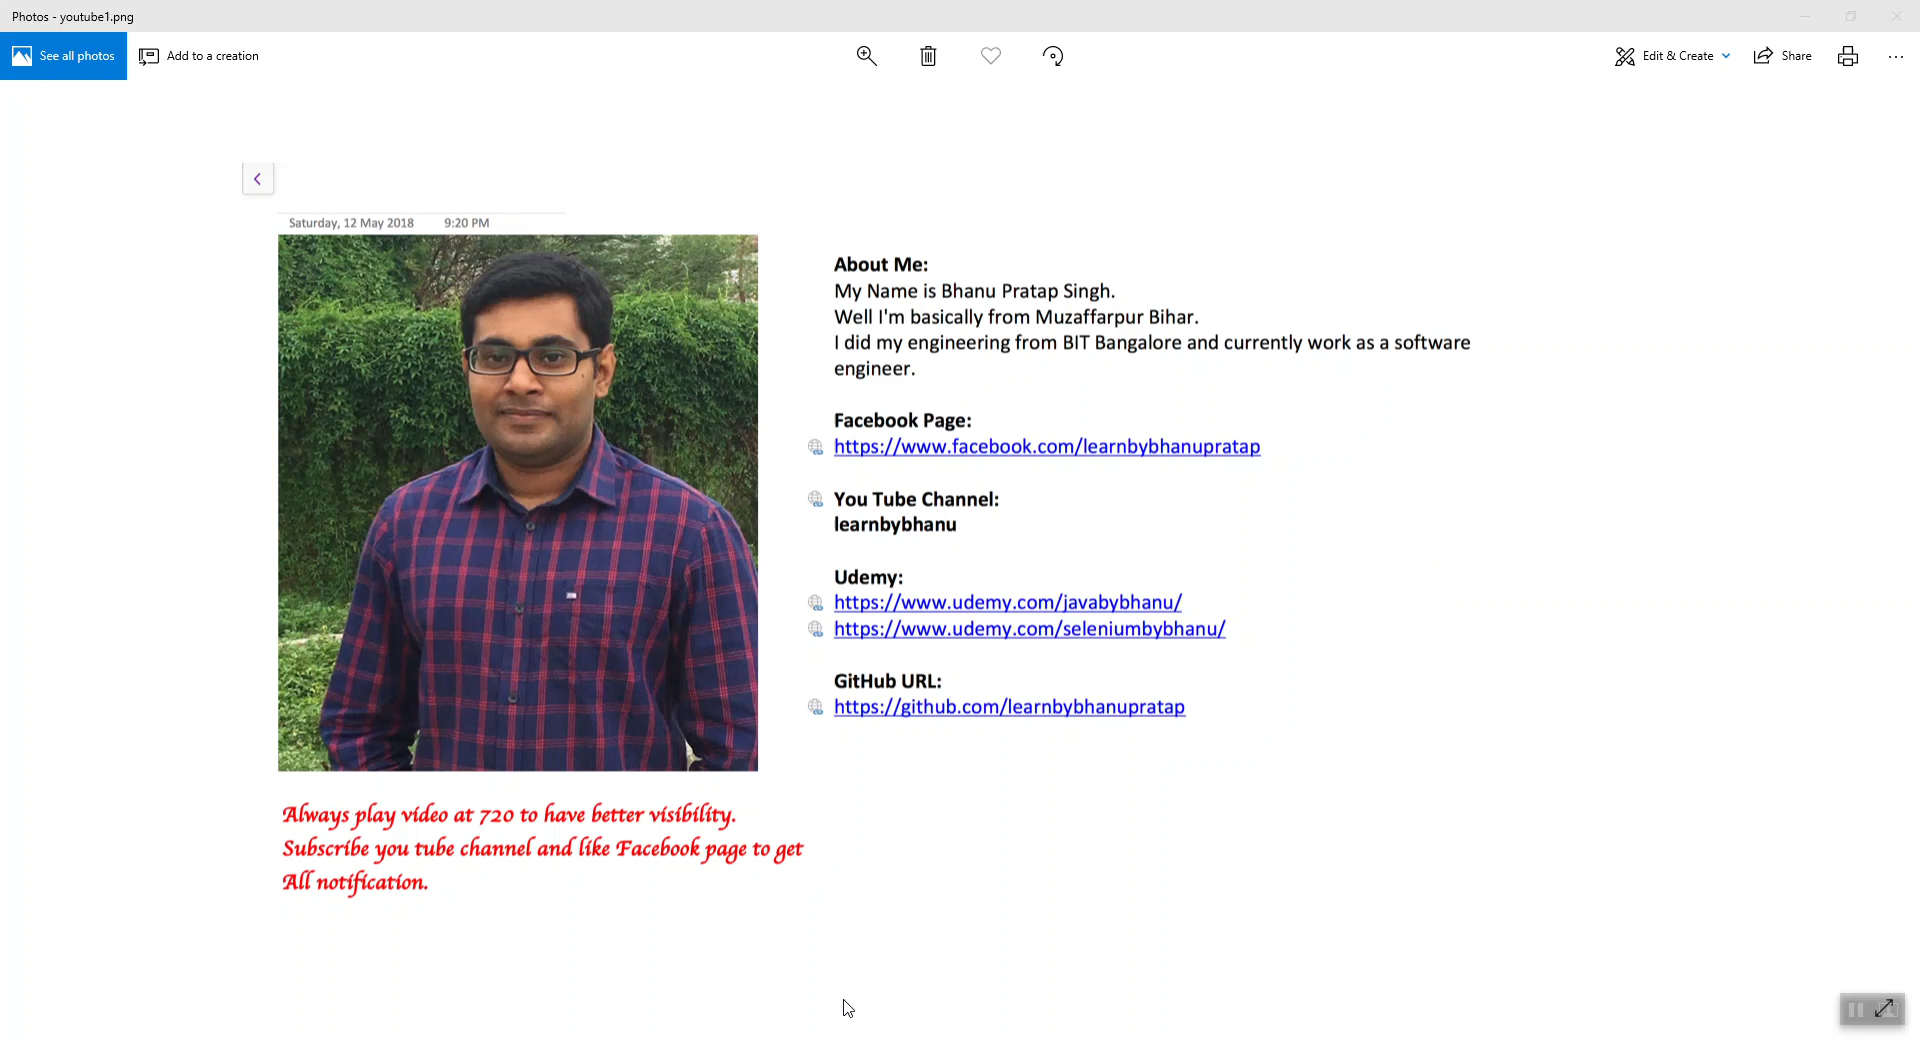 Photos - youtube1.png
See all photos
Add to a creation
Edit & Create
Share
Saturday, 12 May 2018 9:20 PM
About Me:
My Name is Bhanu Pratap Singh.
Well I'm basically from Muzaffarpur Bihar.
I did my engineering from BIT Bangalore and currently work as a software
engineer.
Facebook Page:
https://www.facebook.com/learnbybhanupratap
You Tube Channel:
learnbybhanu
Udemy:
https://www.udemy.com/javabybhanu/
https://www.udemy.com/seleniumbybhanu/
GitHub URL:
https://github.com/learnbybhanupratap
Always play video at 720 to have better visibility.
Subscribe you tube channel and like Facebook page to get
All notification.